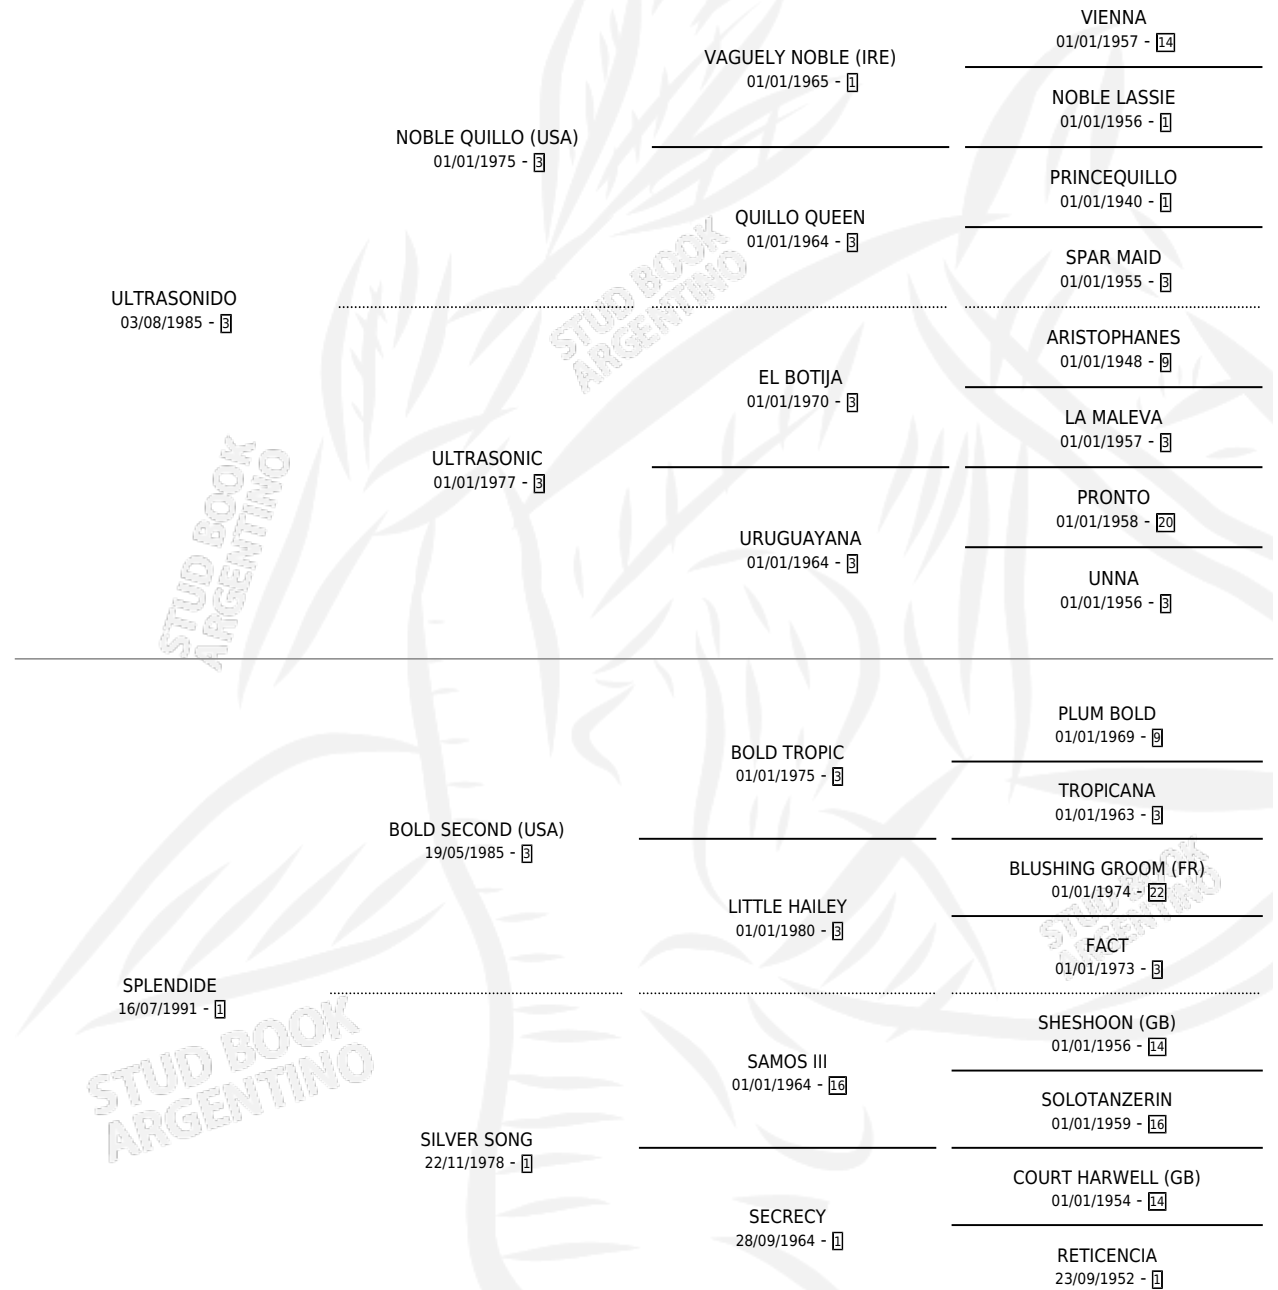 VIENNA
01/01/1957 - 14
VAGUELY NOBLE (IRE)
01/01/1965 - 1
NOBLE LASSIE
01/01/1956 - 1
NOBLE QUILLO (USA)
01/01/1975 - 3
PRINCEQUILLO
01/01/1940 - 1
QUILLO QUEEN
01/01/1964 - 3
SPAR MAID
01/01/1955 - 3
ULTRASONIDO
03/08/1985 - 3
ARISTOPHANES
01/01/1948 - 9
EL BOTIJA
01/01/1970 - 3
LA MALEVA
01/01/1957 - 3
ULTRASONIC
01/01/1977 - 3
PRONTO
01/01/1958 - 20
URUGUAYANA
01/01/1964 - 3
UNNA
01/01/1956 - 3
STUD BOOK
ARGENTINO
STUD BOOK
ARGENTINO
PLUM BOLD
01/01/1969 - 9
BOLD TROPIC
01/01/1975 - 3
TROPICANA
01/01/1963 - 3
BOLD SECOND (USA)
19/05/1985 - 3
BLUSHING GROOM (FR)
01/01/1974 - 22
LITTLE HAILEY
01/01/1980 - 3
FACT
01/01/1973 - 3
SPLENDIDE
16/07/1991 - 1
SHESHOON (GB)
01/01/1956 - 14
SAMOS III
01/01/1964 - 16
SOLOTANZERIN
01/01/1959 - 16
SILVER SONG
22/11/1978 - 1
COURT HARWELL (GB)
01/01/1954 - 14
SECRECY
28/09/1964 - 1
RETICENCIA
23/09/1952 - 1
STUD BOOK
ARGENTINO
STUD BOOK
ARGENTINO